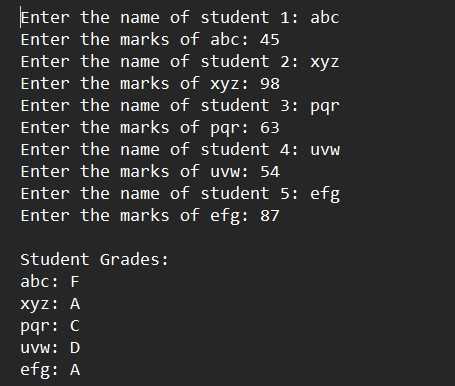 Enter the name of student 1: abc
Enter the marks of abc: 45
Enter the name of student 2: xyz
Enter the marks of xyz: 98
Enter the name of student 3: pqr
Enter the marks of pqr: 63
Enter the name of student 4: uvw
Enter the marks of uvw: 54
Enter the name of student 5: efg
Enter the marks of efg: 87

Student Grades:
abc: F
xyz: A
pqr: C
uvw: D
efg: A